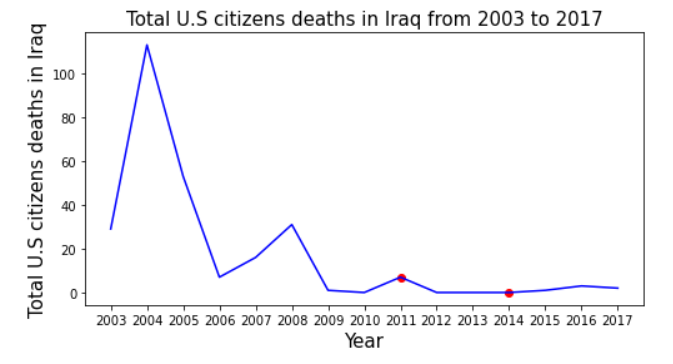 Total U.S citizens deaths in Iraq from 2003 to 2017
Total U.S citizens deaths in Iraq
100
80
60
40
20
0
2003 2004 2005 2006 2007 2008 2009 2010 2011 2012 2013 2014 2015 2016 2017
Year